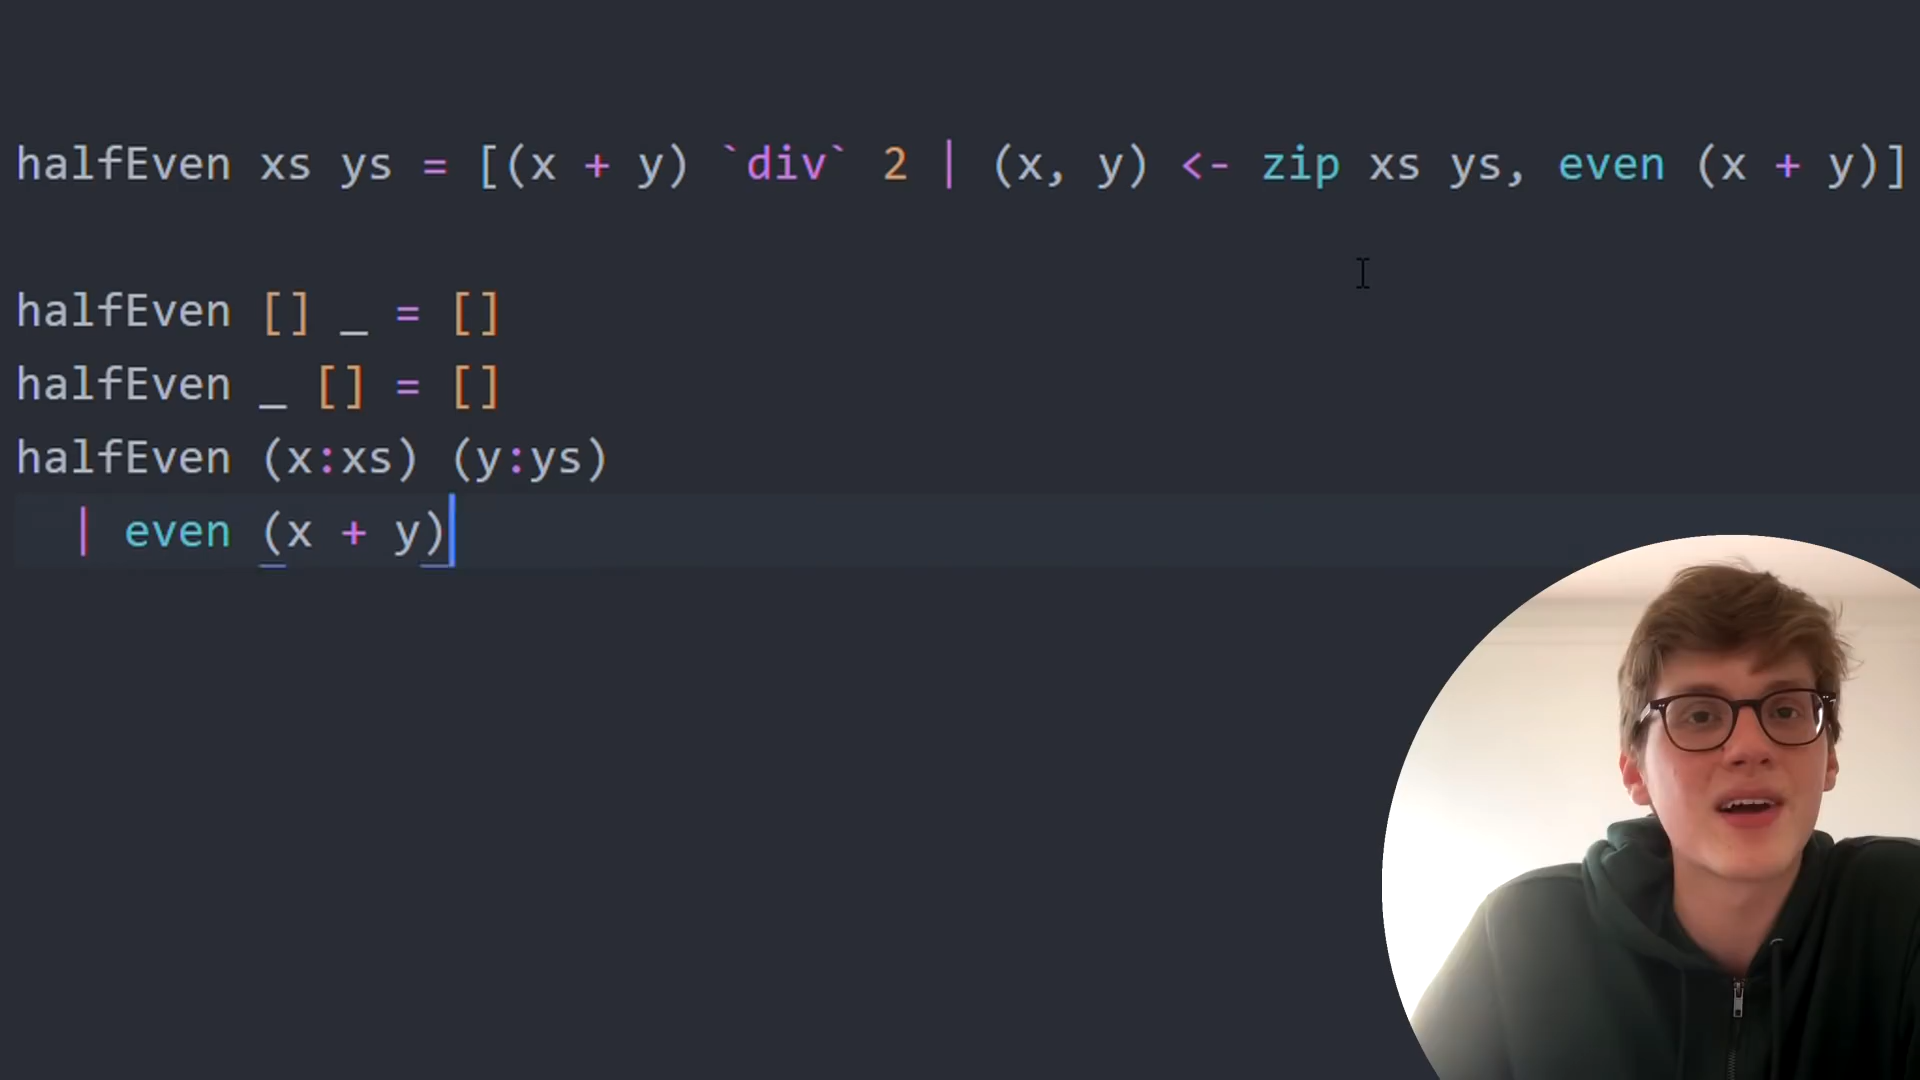 halfEven xs ys = [(x + y) `div` 2 | (x, y) <- zip xs ys, even (x + y)]
halfEven [] _ = []
halfEven _ [] = []
halfEven (x:xs) (y:ys)
  | even (x + y)